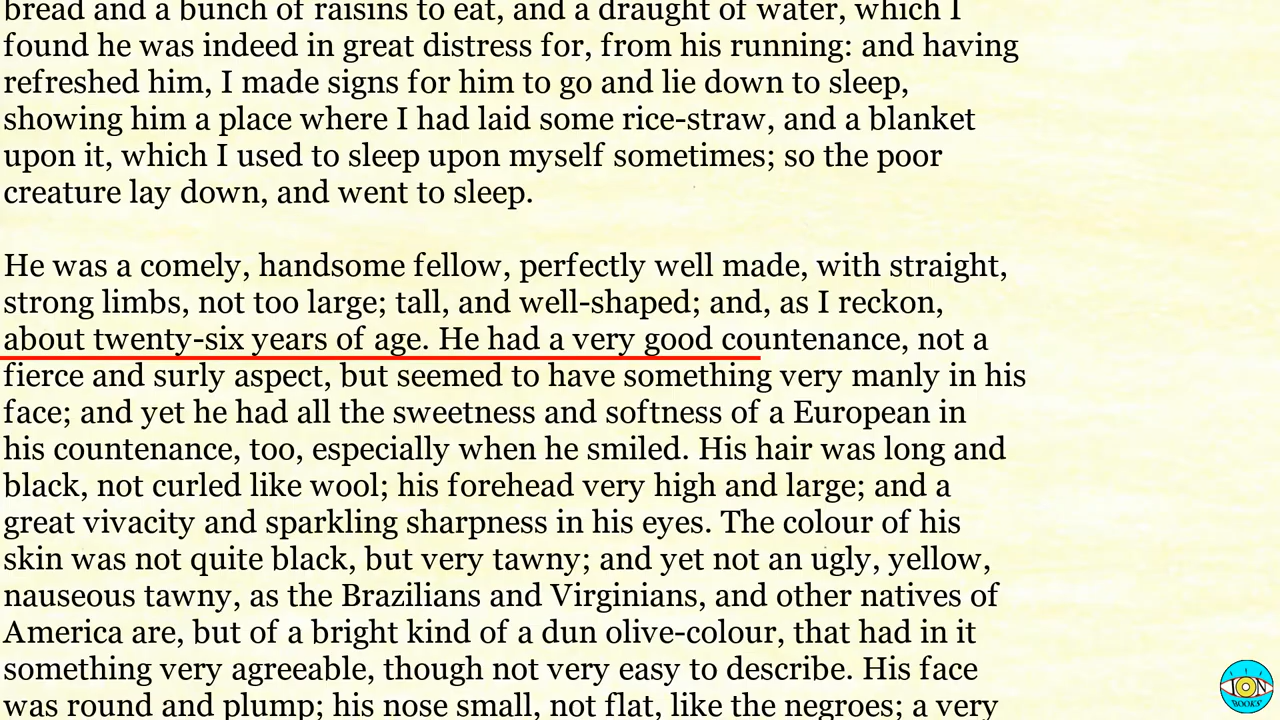 bread and a bunch of raisins to eat, and a draught of water, which I
found he was indeed in great distress for, from his running: and having
refreshed him, I made signs for him to go and lie down to sleep,
showing him a place where I had laid some rice-straw, and a blanket
upon it, which I used to sleep upon myself sometimes; so the poor
creature lay down, and went to sleep.
He was a comely, handsome fellow, perfectly well made, with straight,
strong limbs, not too large; tall, and well-shaped; and, as I reckon,
about twenty-six years of age. He had a very good countenance, not a
fierce and surly aspect, but seemed to have something very manly in his
face; and yet he had all the sweetness and softness of a European in
his countenance, too, especially when he smiled. His hair was long and
black, not curled like wool; his forehead very high and large; and a
great vivacity and sparkling sharpness in his eyes. The colour of his
skin was not quite black, but very tawny; and yet not an ugly, yellow,
nauseous tawny, as the Brazilians and Virginians, and other natives of
America are, but of a bright kind of a dun olive-colour, that had in it
something very agreeable, though not very easy to describe. His face
was round and plump; his nose small, not flat, like the negroes; a very
ION
BOOKS